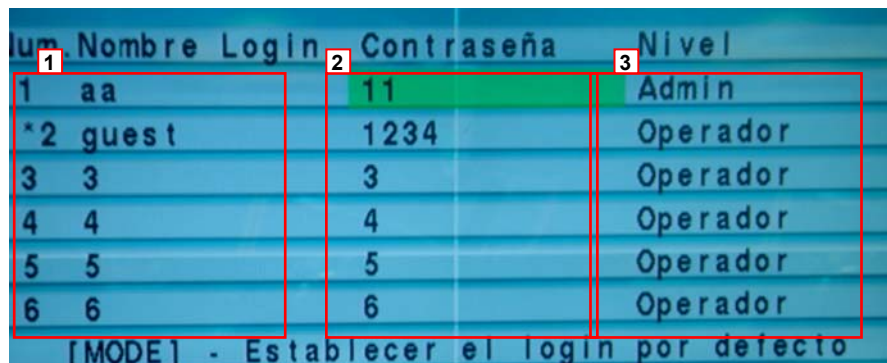 Num.Nombre Login Contraseña Nivel
1 2 3
1 aa 11 Admin
*2 guest 1234 Operador
3 3 3 Operador
4 4 4 Operador
5 5 5 Operador
6 6 6 Operador
[MODE] - Establecer el login por defecto